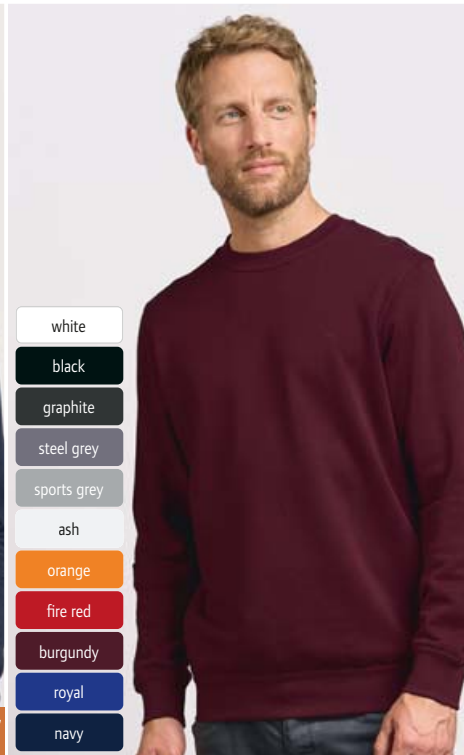 white
black
graphite
steel grey
sports grey
ash
orange
fire red
burgundy
royal
navy